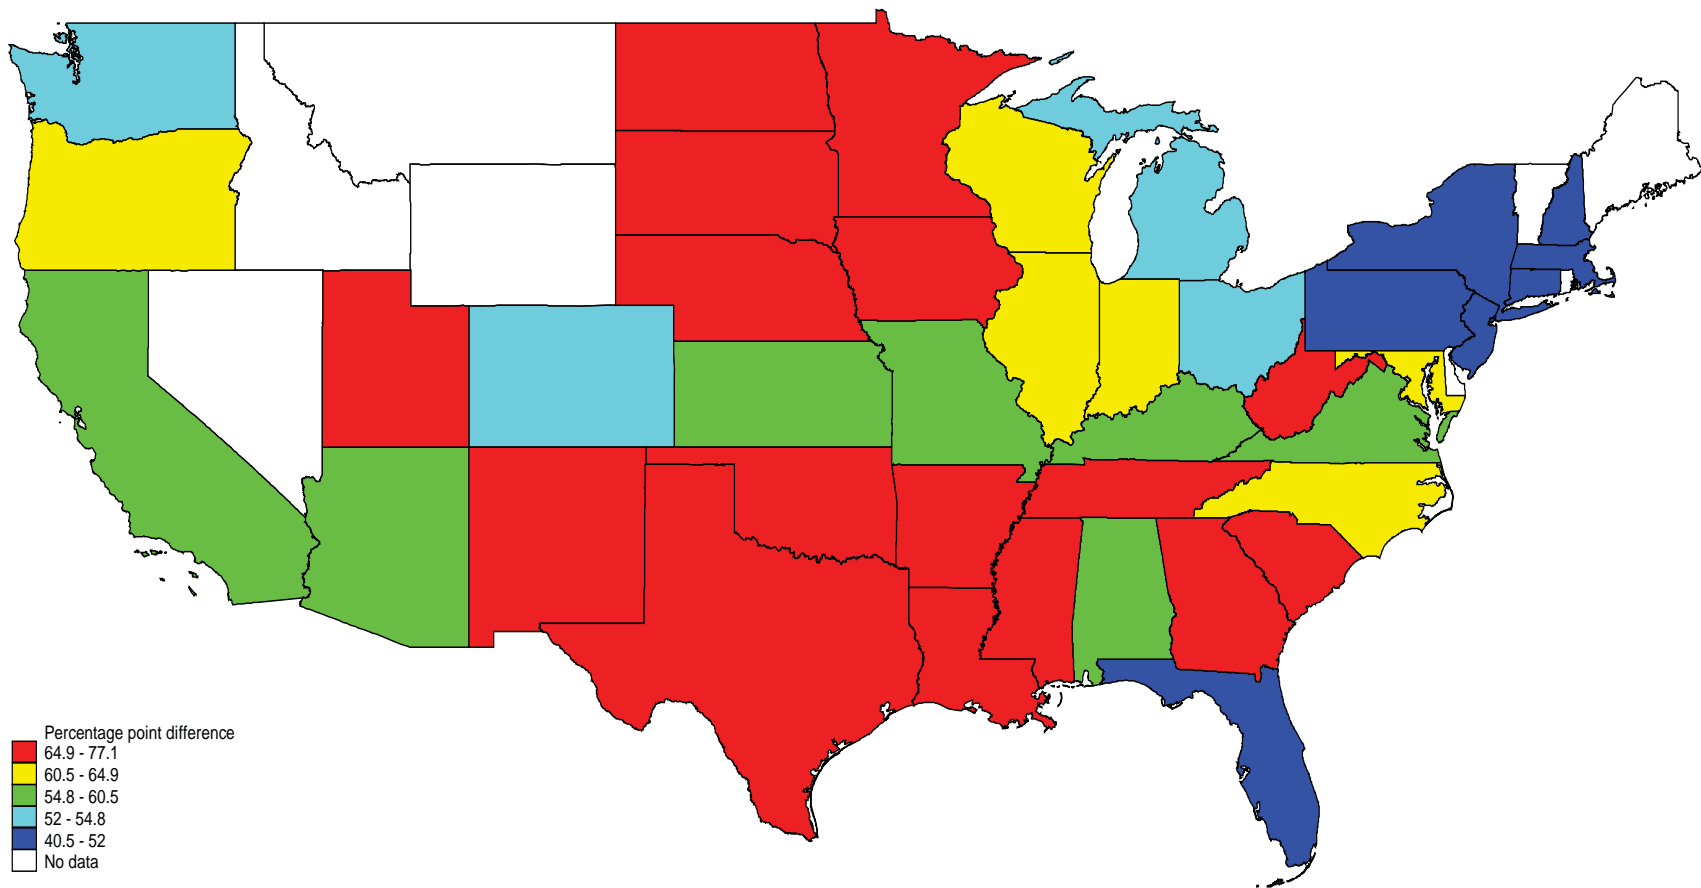 Percentage point difference
64.9 - 77.1
60.5 - 64.9
54.8 - 60.5
52 - 54.8
40.5 - 52
No data